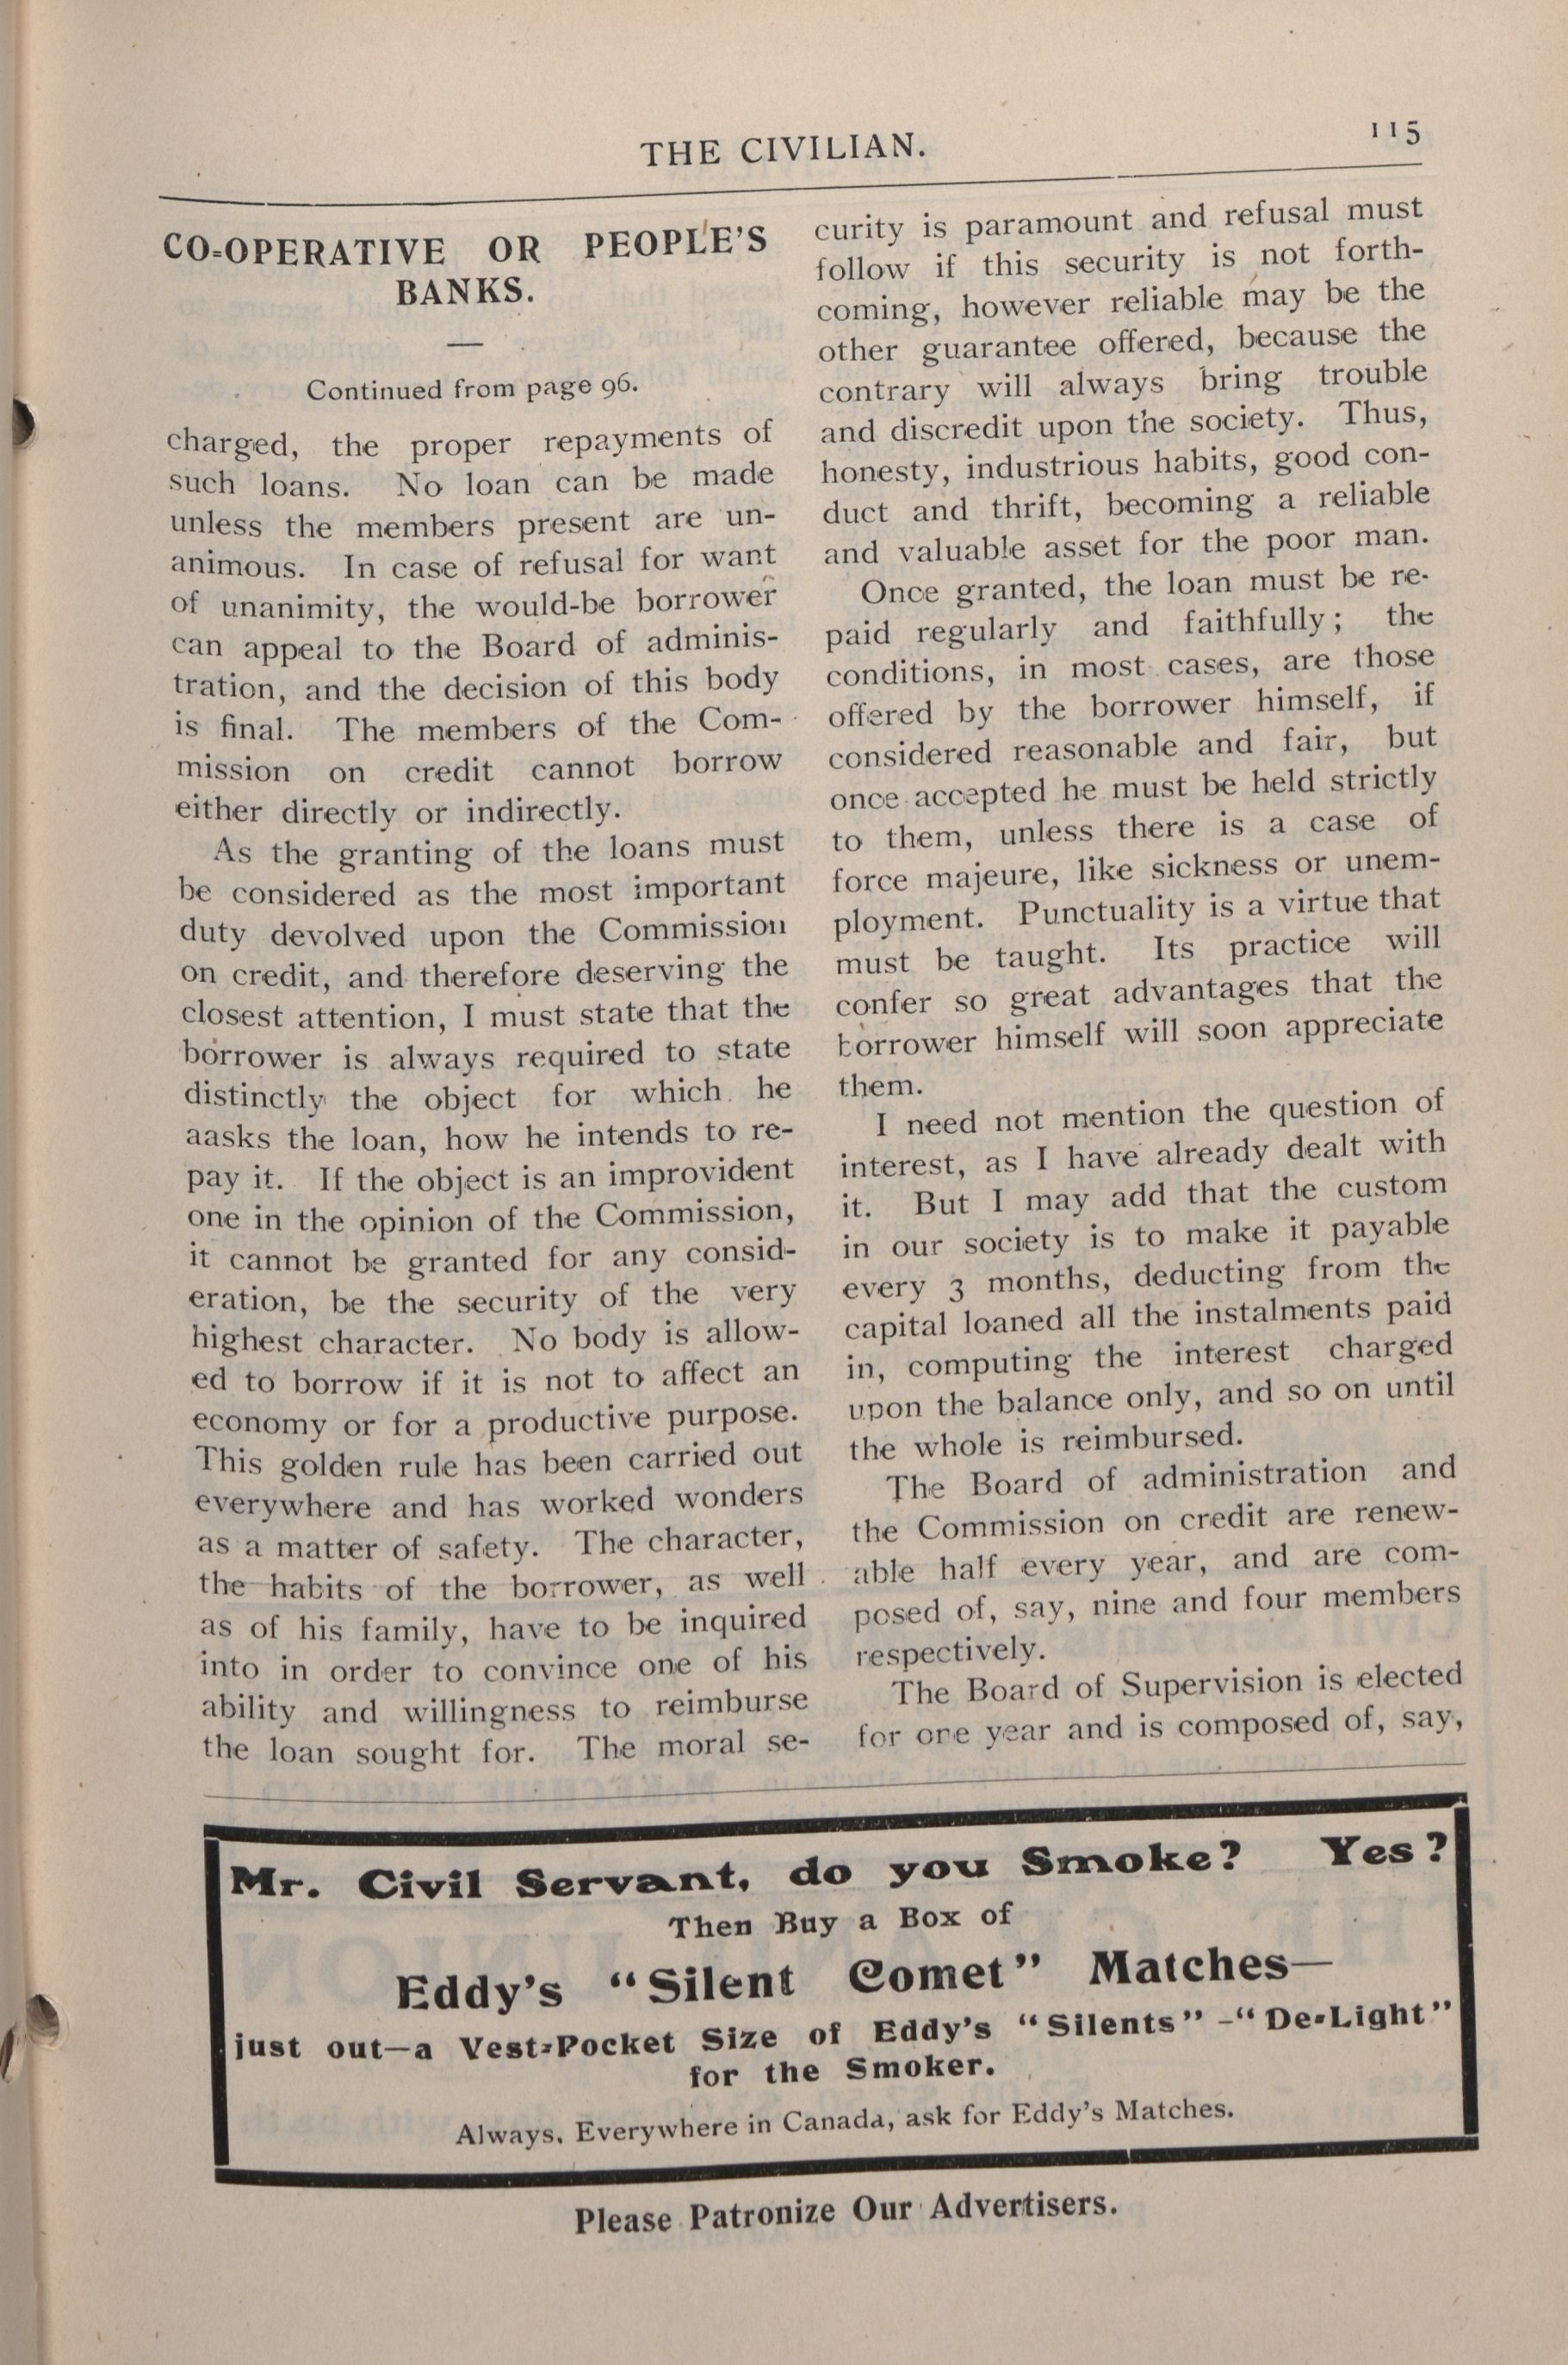 THE CIVILIAN.
115
CO-OPERATIVE OR PEOPLE'S
BANKS.
Continued from page 96.
charged, the proper repayments of
such loans. No loan can be made
unless the members present are un-
animous. In case of refusal for want
of unanimity, the would-be borrower
can appeal to the Board of adminis-
tration, and the decision of this body
is final. The members of the Com-
mission on credit cannot borrow
either directly or indirectly.
As the granting of the loans must
be considered as the most important
duty devolved upon the Commission
on credit, and therefore deserving the
closest attention, I must state that the
borrower is always required to state
distinctly the object for which he
aasks the loan, how he intends to re-
pay it. If the object is an improvident
one in the opinion of the Commission,
it cannot be granted for any consid-
eration, be the security of the very
highest character. No body is allow-
ed to borrow if it is not to affect an
economy or for a productive purpose.
This golden rule has been carried out
everywhere and has worked wonders
as a matter of safety. The character,
the habits of the borrower, as well
as of his family, have to be inquired
into in order to convince one of his
ability and willingness to reimburse
the loan sought for. The moral se-
curity is paramount and refusal must
follow if this security is not forth-
coming, however reliable may be the
other guarantee offered, because the
contrary will always bring trouble
and discredit upon the society. Thus,
honesty, industrious habits, good con-
duct and thrift, becoming a reliable
and valuable asset for the poor man.
Once granted, the loan must be re-
paid regularly and faithfully; the
conditions, in most cases, are those
offered by the borrower himself, if
considered reasonable and fair, but
once accepted he must be held strictly
to them, unless there is a case of
force majeure, like sickness or unem-
ployment. Punctuality is a virtue that
must be taught. Its practice will
confer so great advantages that the
borrower himself will soon appreciate
them.
I need not mention the question of
interest, as I have already dealt with
it. But I may add that the custom
in our society is to make it payable
every 3 months, deducting from the
capital loaned all the instalments paid
in, computing the interest charged
upon the balance only, and so on until
the whole is reimbursed.
The Board of administration and
the Commission on credit are renew-
able half every year, and are com-
posed of, say, nine and four members
respectively.
The Board of Supervision is elected
for one year and is composed of, say,
Mr. Civil Servant, do you Smoke? Yes?
Then Buy a Box of
Eddy's "Silent Comet" Matches—
just out—a Vest-Pocket Size of Eddy's "Silents"-"De-Light"
for the Smoker.
Always, Everywhere in Canada, ask for Eddy's Matches.
Please Patronize Our Advertisers.